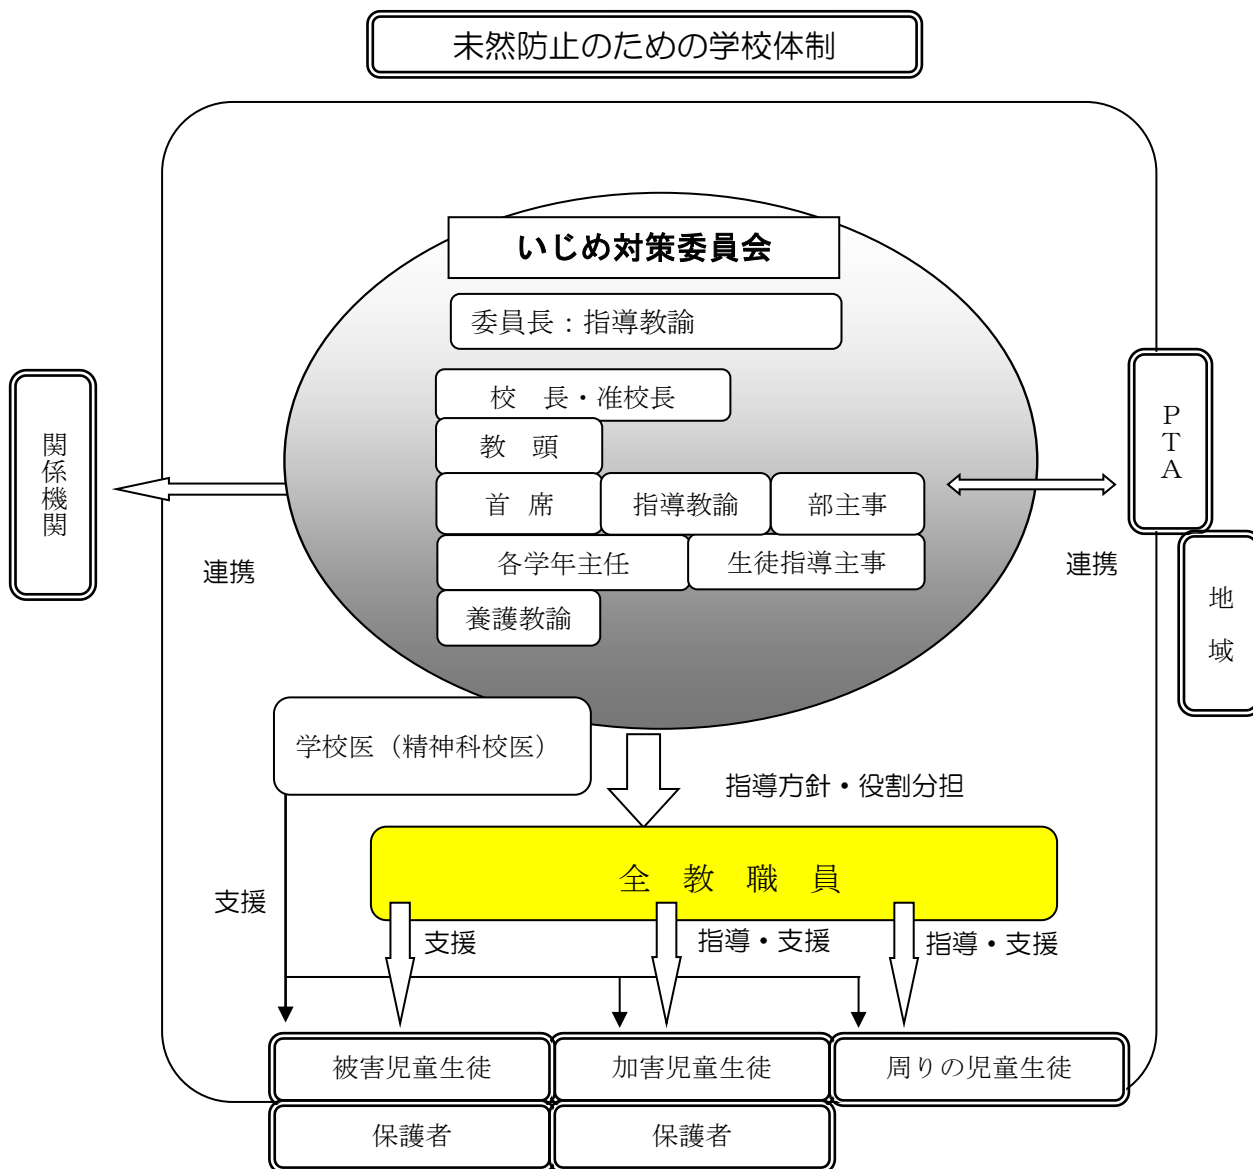 未然防止のための学校体制
いじめ対策委員会
委員長：指導教諭
校　長・准校長
教　頭
首 席
指導教諭
部主事
各学年主任
生徒指導主事
養護教諭
関係機関
連携
PTA
連携
地　域
学校医（精神科校医）
指導方針・役割分担
全　教　職　員
支援
支援
指導・支援
指導・支援
被害児童生徒
加害児童生徒
周りの児童生徒
保護者
保護者